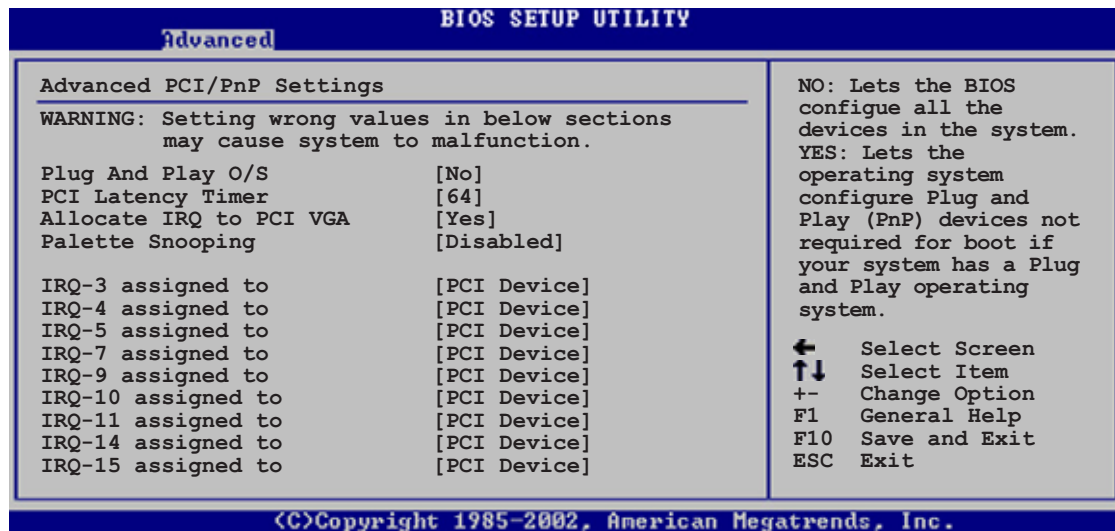 BIOS SETUP UTILITY
Advanced
Advanced PCI/PnP Settings
WARNING: Setting wrong values in below sections
may cause system to malfunction.
Plug And Play O/S [No]
PCI Latency Timer [64]
Allocate IRQ to PCI VGA [Yes]
Palette Snooping [Disabled]
IRQ-3 assigned to [PCI Device]
IRQ-4 assigned to [PCI Device]
IRQ-5 assigned to [PCI Device]
IRQ-7 assigned to [PCI Device]
IRQ-9 assigned to [PCI Device]
IRQ-10 assigned to [PCI Device]
IRQ-11 assigned to [PCI Device]
IRQ-14 assigned to [PCI Device]
IRQ-15 assigned to [PCI Device]
NO: Lets the BIOS
configue all the
devices in the system.
YES: Lets the
operating system
configure Plug and
Play (PnP) devices not
required for boot if
your system has a Plug
and Play operating
system.
← Select Screen
↑↓ Select Item
+- Change Option
F1 General Help
F10 Save and Exit
ESC Exit
(C)Copyright 1985-2002, American Megatrends, Inc.